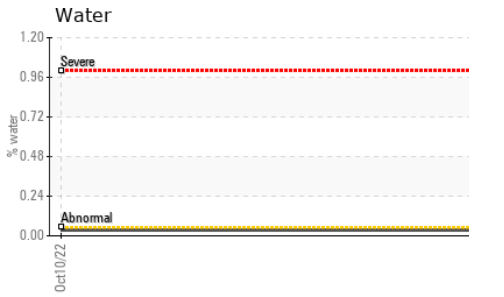 Water
1.20
Severe
0.96
0.72
% water
0.48
0.24
Abnormal
0.00
Oct10/22